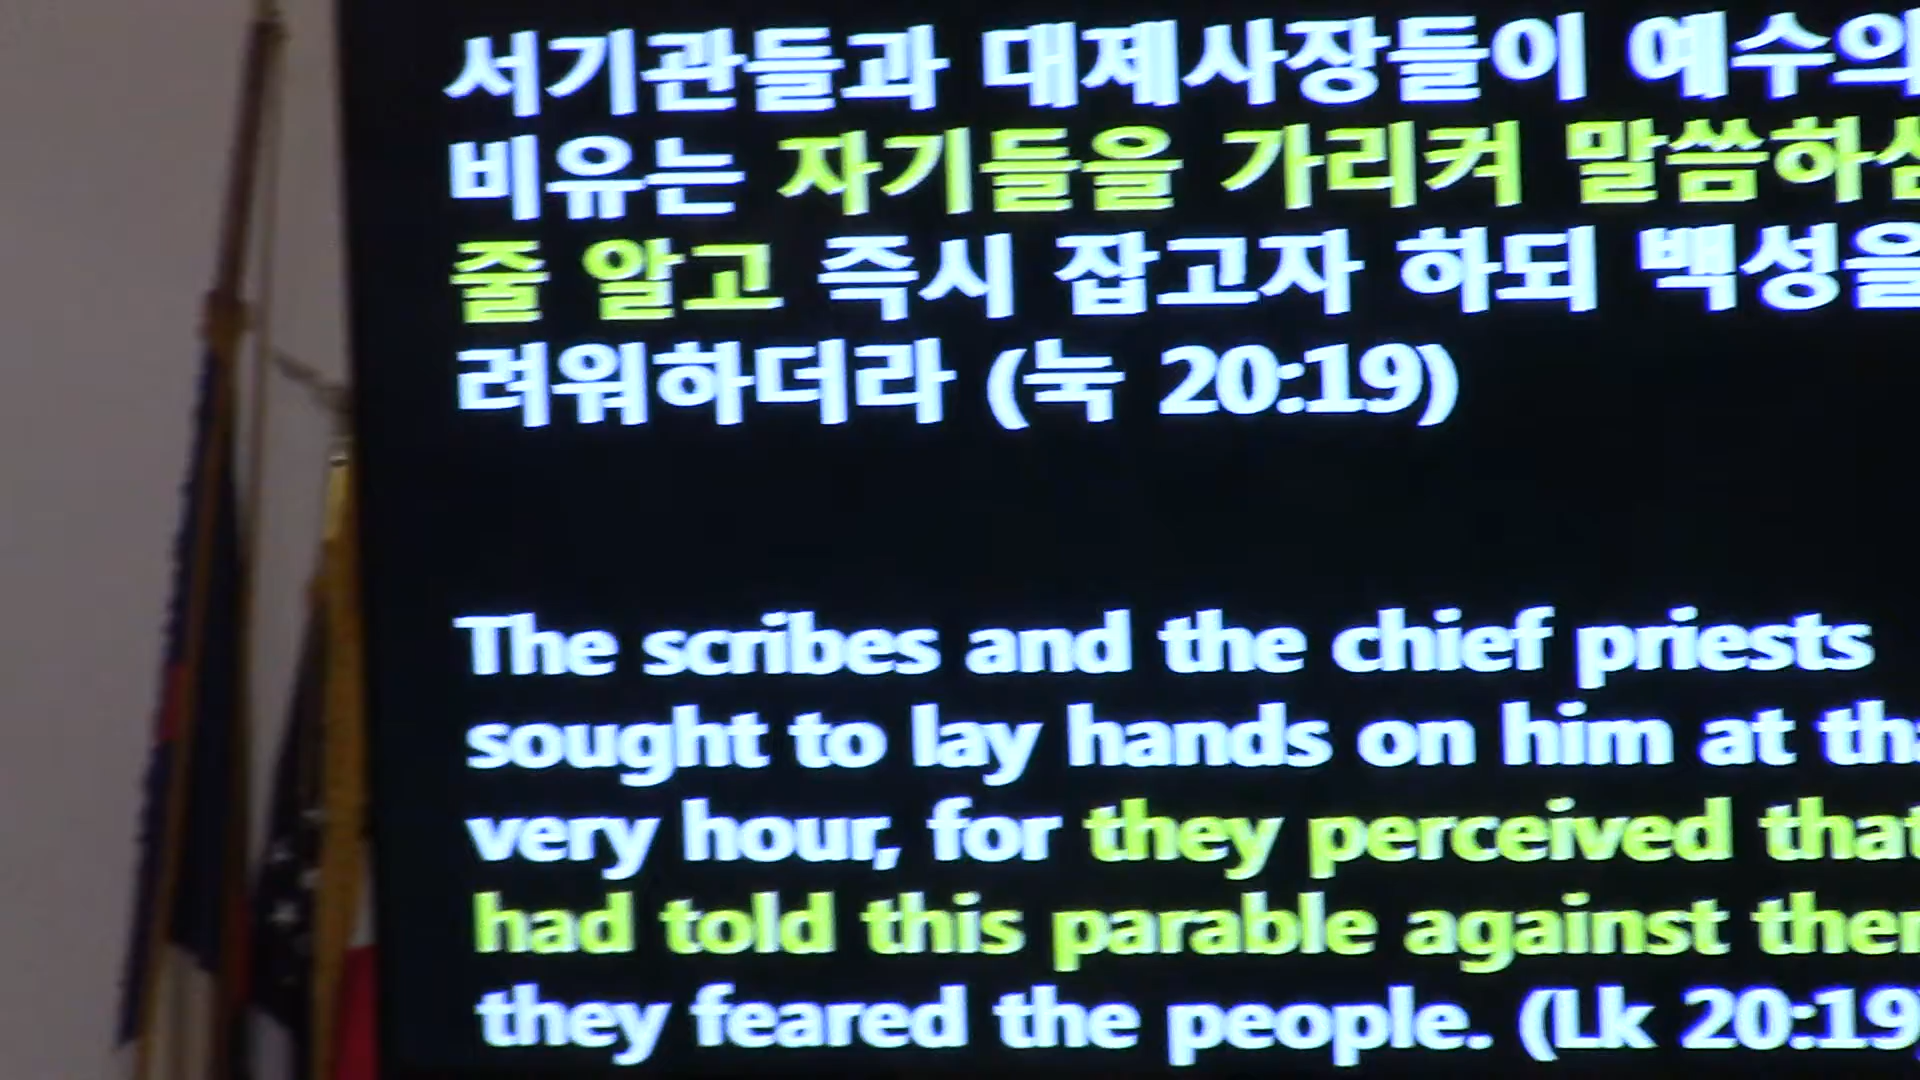 서기관들과 대제사장들이 예수의
비유는 자기들을 가리켜 말씀하심
줄 알고 즉시 잡고자 하되 백성을
려워하더라 (눅 20:19)
The scribes and the chief priests
sought to lay hands on him at
very hour, for they perceived that
had told this parable against
they feared the people. (Lk 20:19)